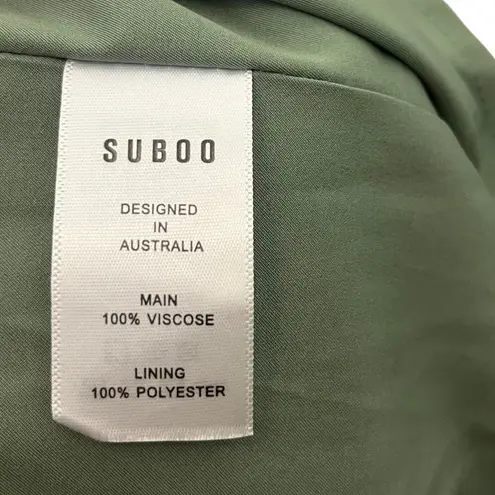 SUBOO
DESIGNED
IN
AUSTRALIA
MAIN
100% VISCOSE
LINING
100% POLYESTER